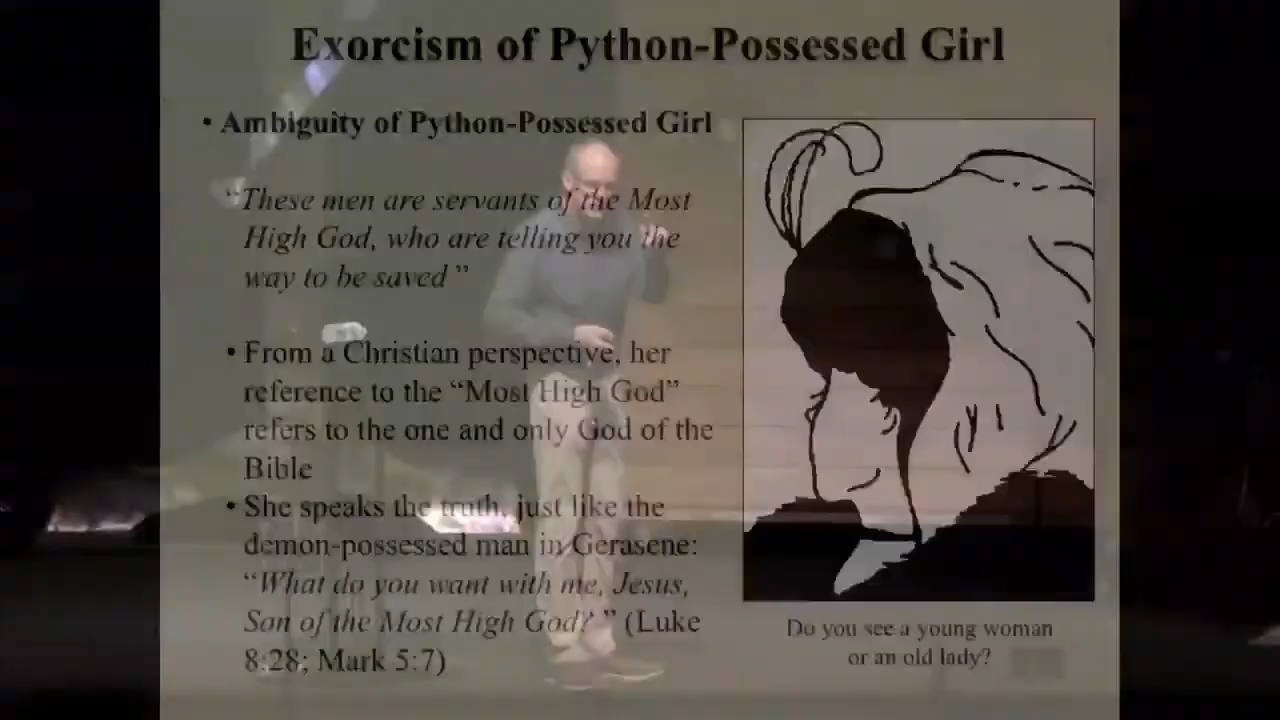 Exorcism of Python-Possessed Girl
• Ambiguity of Python-Possessed Girl
“These men are servants of the Most
High God, who are telling you the
way to be saved”
• From a Christian perspective, her
reference to the “Most High God”
refers to the one and only God of the
Bible
• She speaks the truth, just like the
demon-possessed man in Gerasene:
“What do you want with me, Jesus,
Son of the Most High God?” (Luke
8:28; Mark 5:7)
Do you see a young woman
or an old lady?